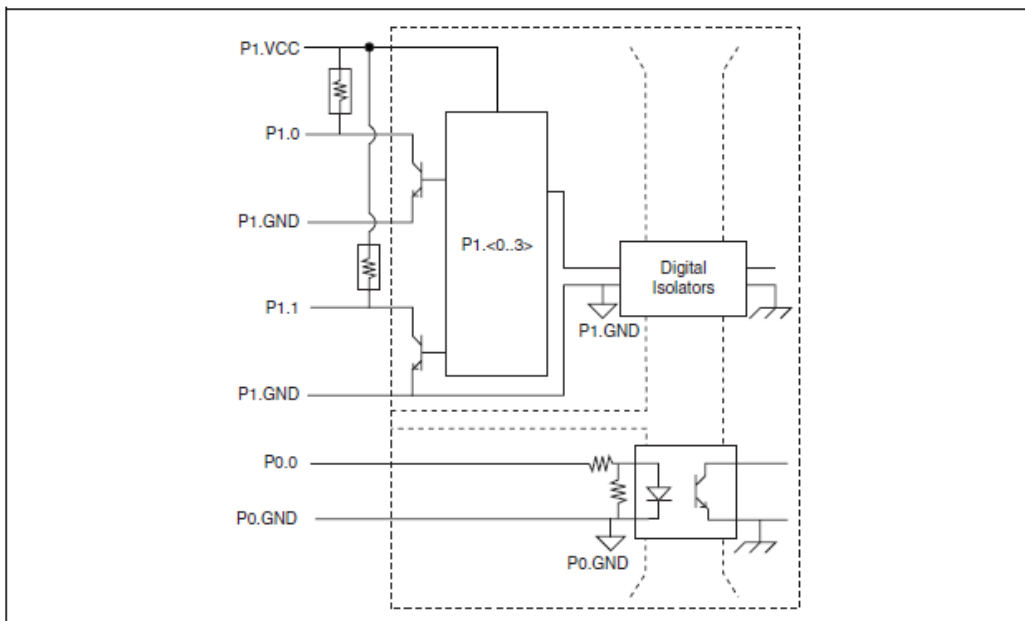 P1.VCC
P1.0
P1.GND
P1.<0..3>
Digital
Isolators
P1.1
P1.GND
P1.GND
P0.0
P0.GND
P0.GND